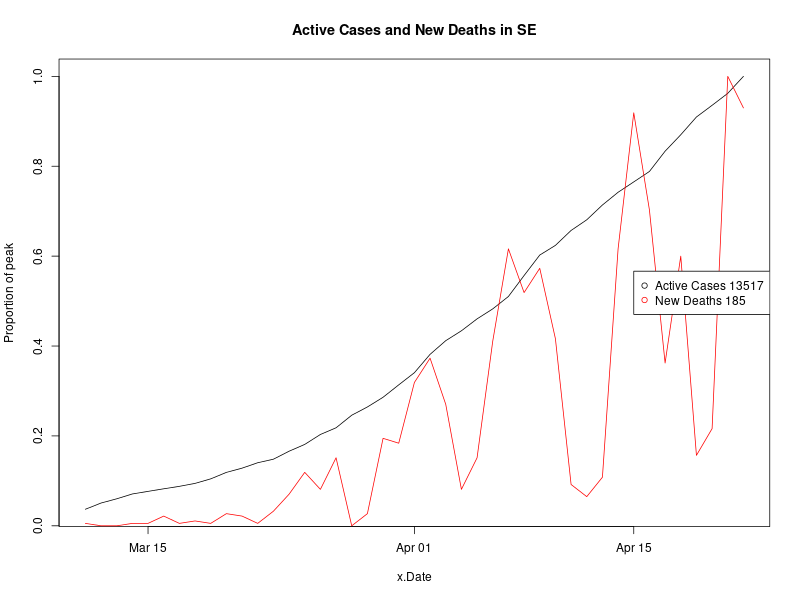 Active Cases and New Deaths in SE
Proportion of peak
1.0
0.8
0.6
0.4
0.2
0.0
Active Cases 13517
New Deaths 185
Mar 15
Apr 01
Apr 15
x.Date